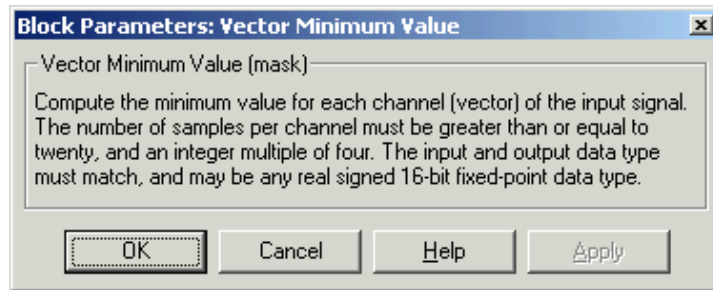 Block Parameters: Vector Minimum Value
Vector Minimum Value (mask)
Compute the minimum value for each channel (vector) of the input signal.
The number of samples per channel must be greater than or equal to
twenty, and an integer multiple of four. The input and output data type
must match, and may be any real signed 16-bit fixed-point data type.
OK Cancel Help Apply